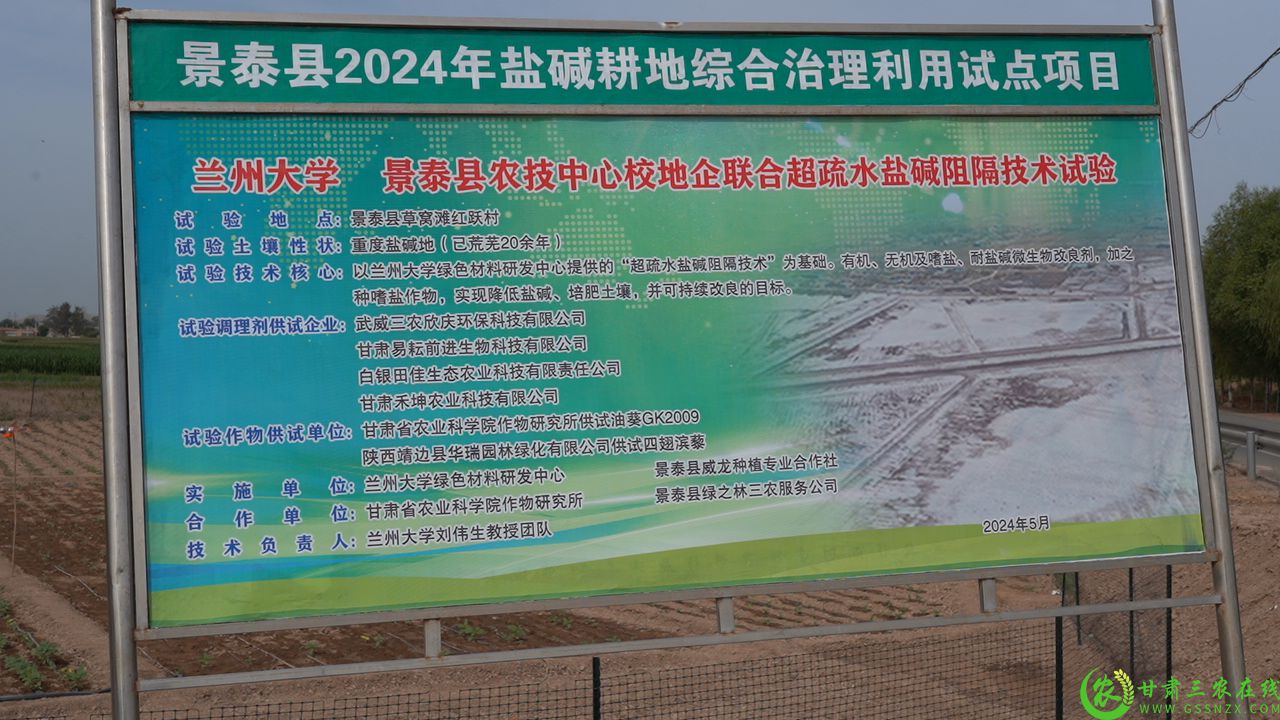 景泰县2024年盐碱耕地综合治理利用试点项目
兰州大学 景泰县农技中心校地企联合超疏水盐碱阻隔技术试验
试验地点：景泰县草窝滩红跃村
试验土壤性状：重度盐碱地（已荒芜20余年）
试验技术核心：以兰州大学绿色材料研发中心提供的“超疏水盐碱阻隔技术”为基础。有机、无机及嗜盐、耐盐碱微生物改良剂，加之
种嗜盐作物，实现降低盐碱、培肥土壤，并可持续改良的目标。
试验调理剂供试企业：武威三农欣庆环保科技有限公司
甘肃易耘前进生物科技有限公司
白银田佳生态农业科技有限责任公司
甘肃禾坤农业科技有限公司
试验作物供试单位：甘肃省农业科学院作物研究所供试油葵GK2009
陕西靖边县华瑞园林绿化有限公司供试四翅滨藜
实施单位：兰州大学绿色材料研发中心 景泰县威龙种植专业合作社
合作单位：甘肃省农业科学院作物研究所 景泰县绿之林三农服务公司
技术负责人：兰州大学刘伟生教授团队
2024年5月
农 甘肃三农在线
WWW.GSSNZX.COM